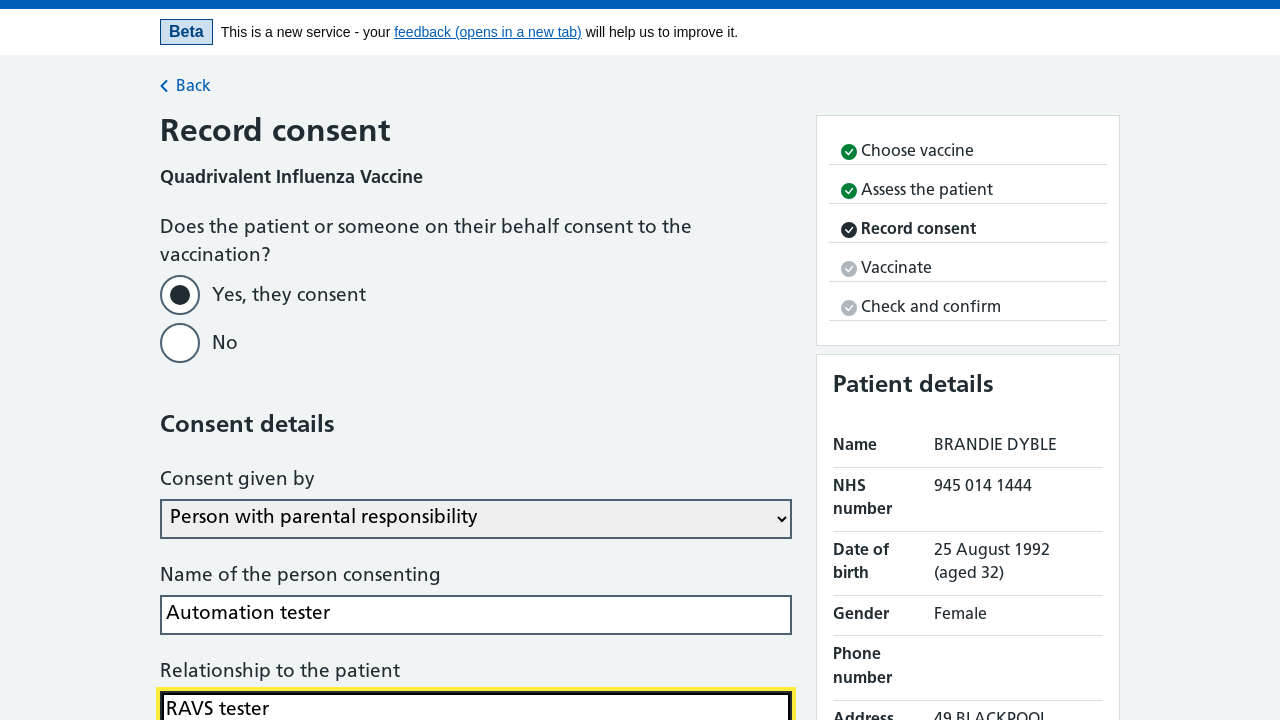 Beta This is a new service - your feedback (opens in a new tab) will help us to improve it.
Back
Record consent
Quadrivalent Influenza Vaccine
Does the patient or someone on their behalf consent to the
vaccination?
Yes, they consent
No
Consent details
Consent given by
Person with parental responsibility
Name of the person consenting
Automation tester
Relationship to the patient
RAVS tester
Choose vaccine
Assess the patient
Record consent
Vaccinate
Check and confirm
Patient details
Name BRANDIE DYBLE
NHS number 945 014 1444
Date of birth 25 August 1992 (aged 32)
Gender Female
Phone number
Address 49 BLACKPOOL